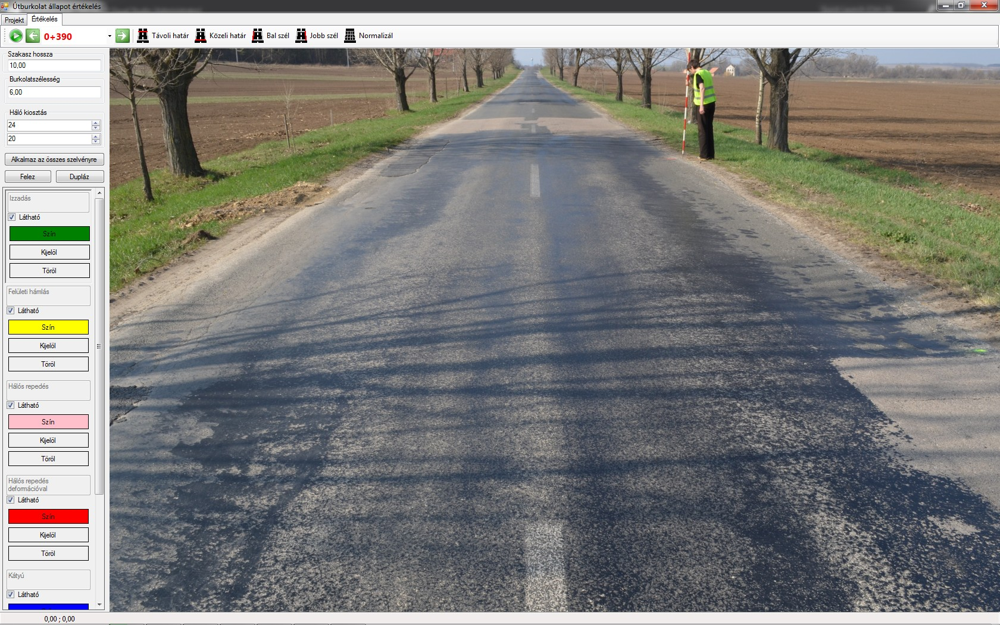 Útburkolat állapot értékelés
Projekt
Értékelés
0+390
Távoli határ
Közeli határ
Bal szél
Jobb szél
Normalizál
Szakasz hossza
10,00
Burkolatszélesség
6,00
Háló kiosztás
24
20
Alkalmaz az összes szelvényre
Felez
Dupláz
Izzadás
Látható
Szín
Kijelöl
Töröl
Felületi hámlás
Látható
Szín
Kijelöl
Töröl
Hálós repedés
Látható
Szín
Kijelöl
Töröl
Hálós repedés
deformációval
Látható
Szín
Kijelöl
Töröl
Kátyú
Látható
0,00 ; 0,00